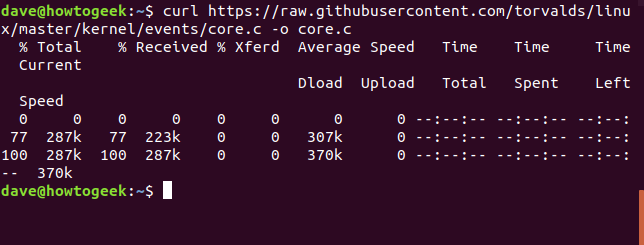 dave@howtogeek:~$ curl https://raw.githubusercontent.com/torvalds/linu
x/master/kernel/events/core.c -o core.c
  % Total    % Received % Xferd  Average Speed   Time    Time     Time
  Current
                                 Dload  Upload   Total   Spent    Left
  Speed
  0     0    0     0    0     0      0      0 --:--:-- --:--:-- --:--:--
 77  287k   77  223k    0     0   307k      0 --:--:-- --:--:-- --:--:--
100  287k  100  287k    0     0   370k      0 --:--:-- --:--:-- --:--:--
--  370k
dave@howtogeek:~$